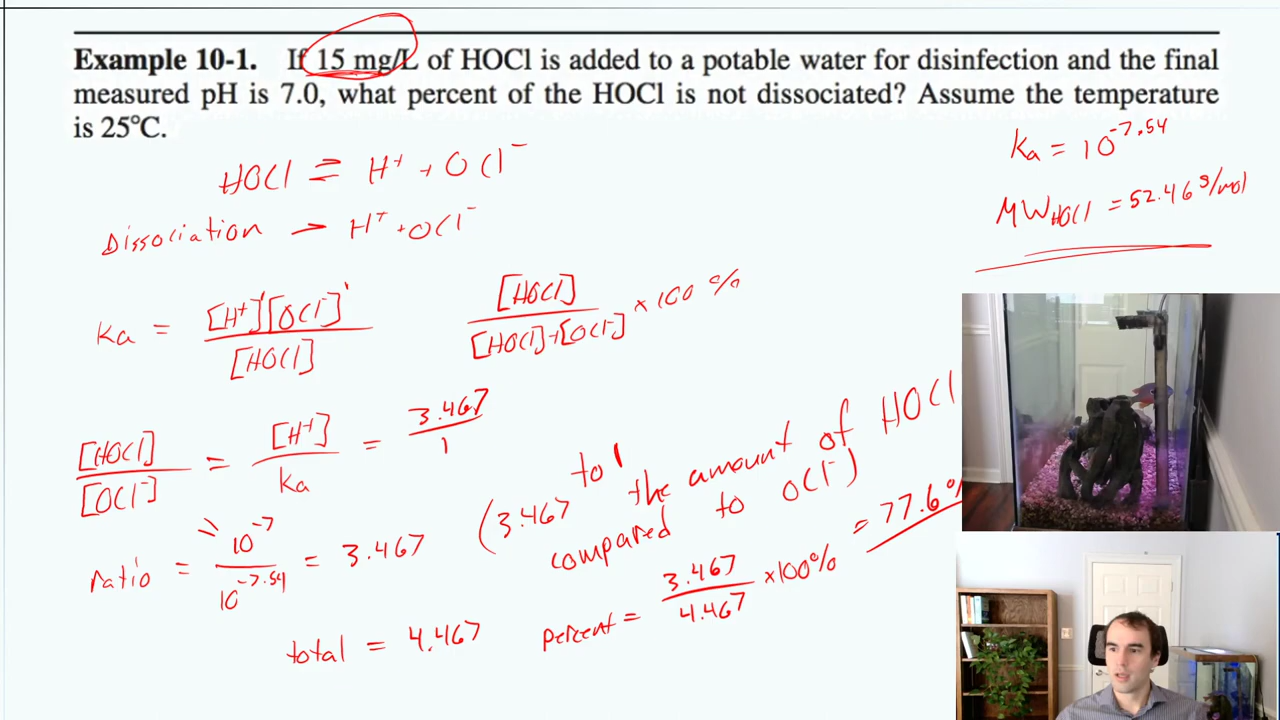 Example 10-1. If 15 mg/L of HOCl is added to a potable water for disinfection and the final
measured pH is 7.0, what percent of the HOCl is not dissociated? Assume the temperature
is 25°C.
Ka = 10^-7.54
MW_HOCl = 52.46 g/mol
HOCl ⇌ H+ + OCl-
Dissociation → H+ + OCl-
Ka = [H+]^1[OCl-]^1 / [HOCl]
[HOCl] / [HOCl]+[OCl-] × 100 %
[HOCl] / [OCl-] = [H+] / Ka = 3.467 / 1
ratio = 10^-7 / 10^-7.54 = 3.467
(3.467 to 1 the amount of HOCl
compared to OCl-)
total = 4.467
percent = 3.467 / 4.467 ×100% = 77.6%